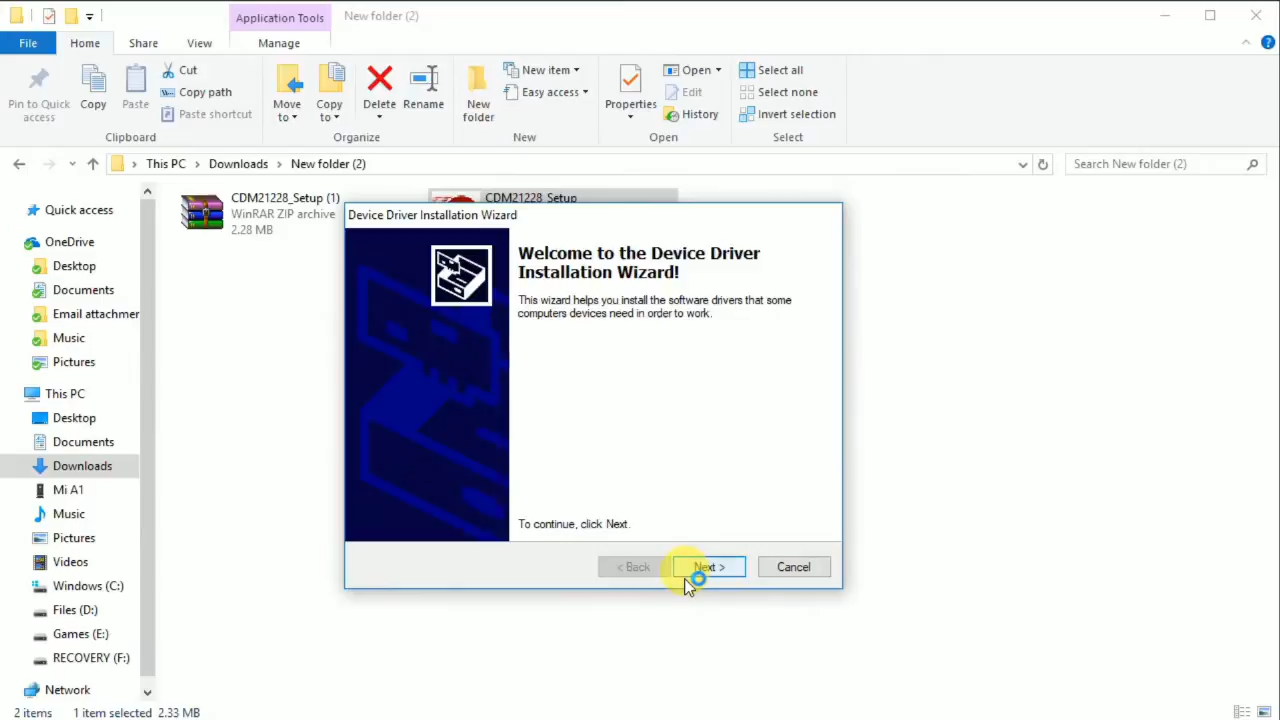 Application Tools
New folder (2)
File
Home
Share
View
Manage
Pin to Quick
access
Copy
Paste
Cut
Copy path
Paste shortcut
Clipboard
Move
to
Copy
to
Delete
Rename
Organize
New
folder
New item
Easy access
New
Properties
Open
Edit
History
Open
Select all
Select none
Invert selection
Select
This PC > Downloads > New folder (2)
Search New folder (2)
Quick access
OneDrive
Desktop
Documents
Email attachmer
Music
Pictures
This PC
Desktop
Documents
Downloads
Mi A1
Music
Pictures
Videos
Windows (C:)
Files (D:)
Games (E:)
RECOVERY (F:)
Network
CDM21228_Setup (1)
WinRAR ZIP archive
2.28 MB
CDM21228_Setup
Device Driver Installation Wizard
Welcome to the Device Driver
Installation Wizard!
This wizard helps you install the software drivers that some
computers devices need in order to work.
To continue, click Next.
< Back
Next >
Cancel
2 items
1 item selected 2.33 MB